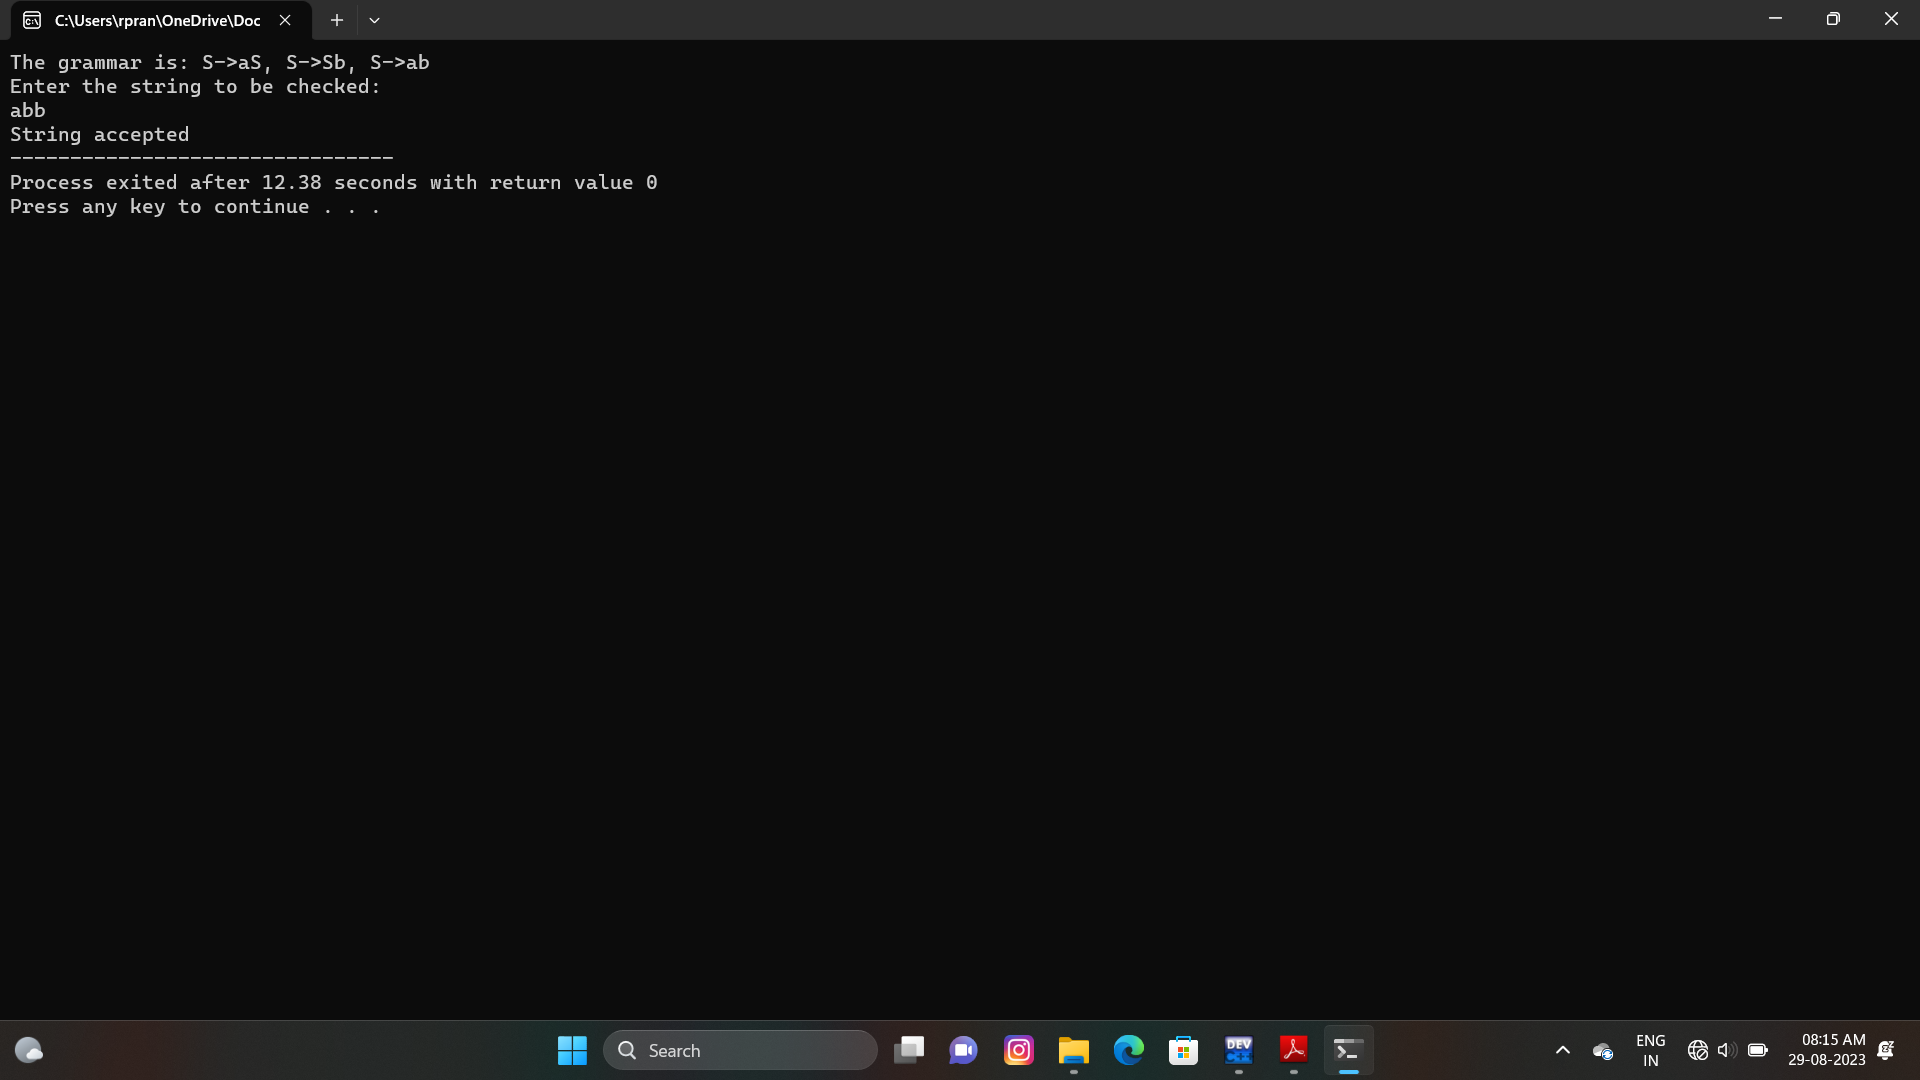 C:\Users\rpran\OneDrive\Doc
The grammar is: S->aS, S->Sb, S->ab
Enter the string to be checked:
abb
String accepted
--------------------------------
Process exited after 12.38 seconds with return value 0
Press any key to continue . . .
Search
DEV
ENG
IN
08:15 AM
29-08-2023